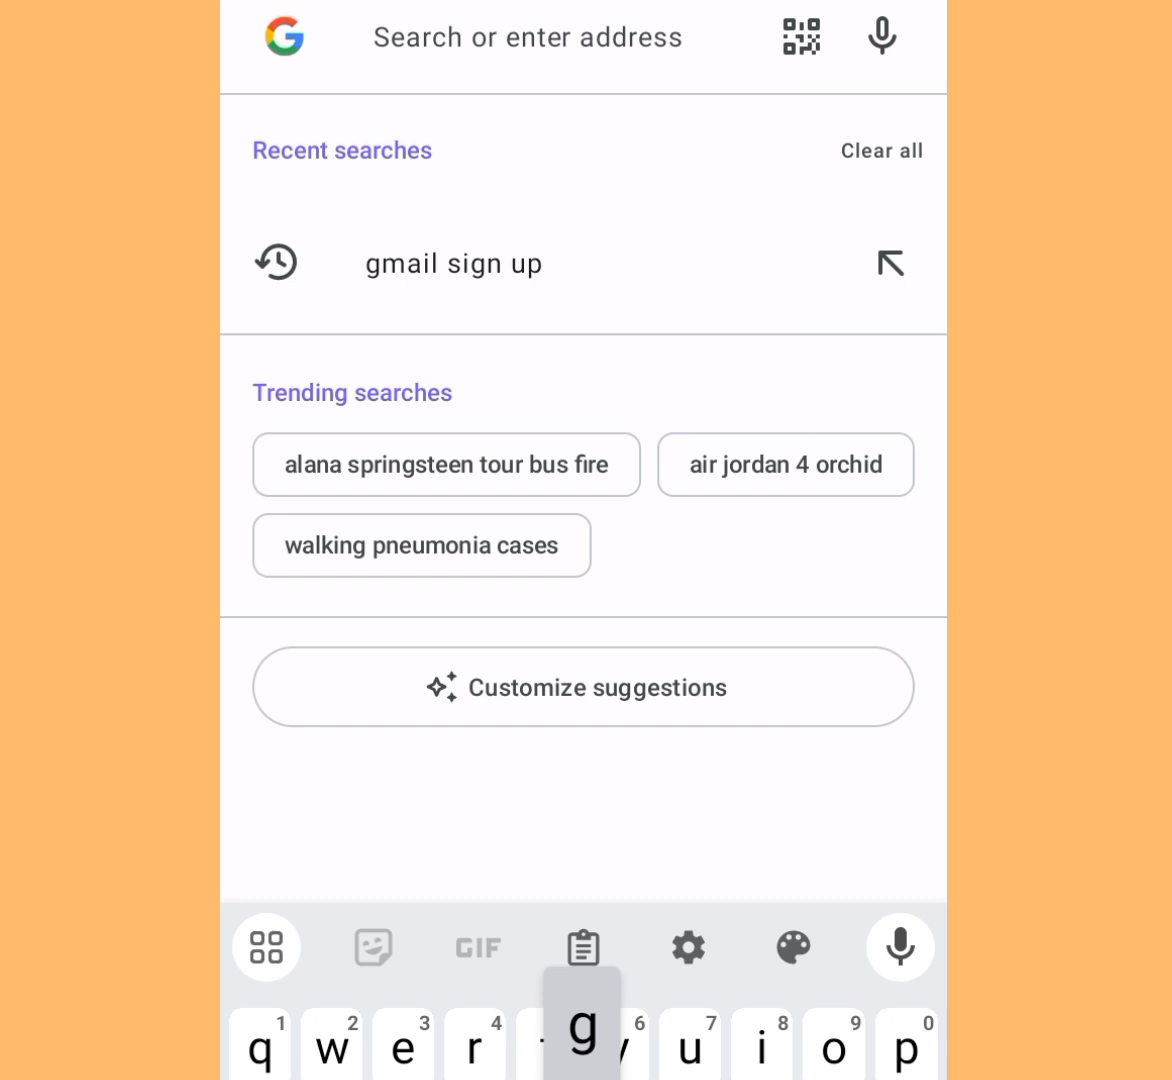 Search or enter address
Recent searches
Clear all
gmail sign up
Trending searches
alana springsteen tour bus fire
air jordan 4 orchid
walking pneumonia cases
Customize suggestions
GIF
g
1 2 3 4 6 7 8 9 0
q w e r u i o p